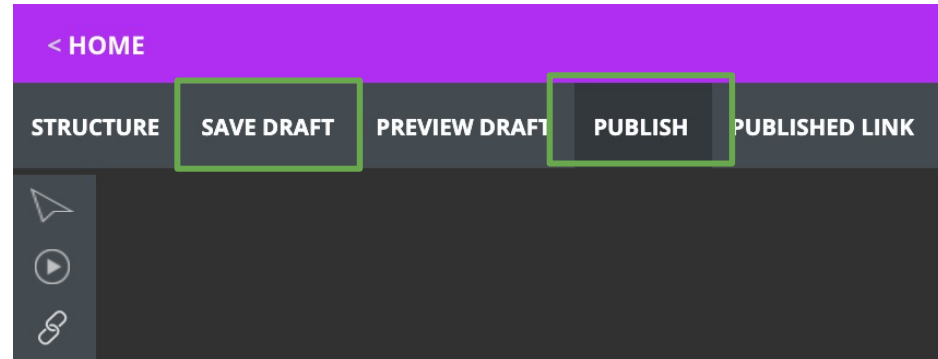 < HOME
STRUCTURE SAVE DRAFT PREVIEW DRAFT PUBLISH PUBLISHED LINK